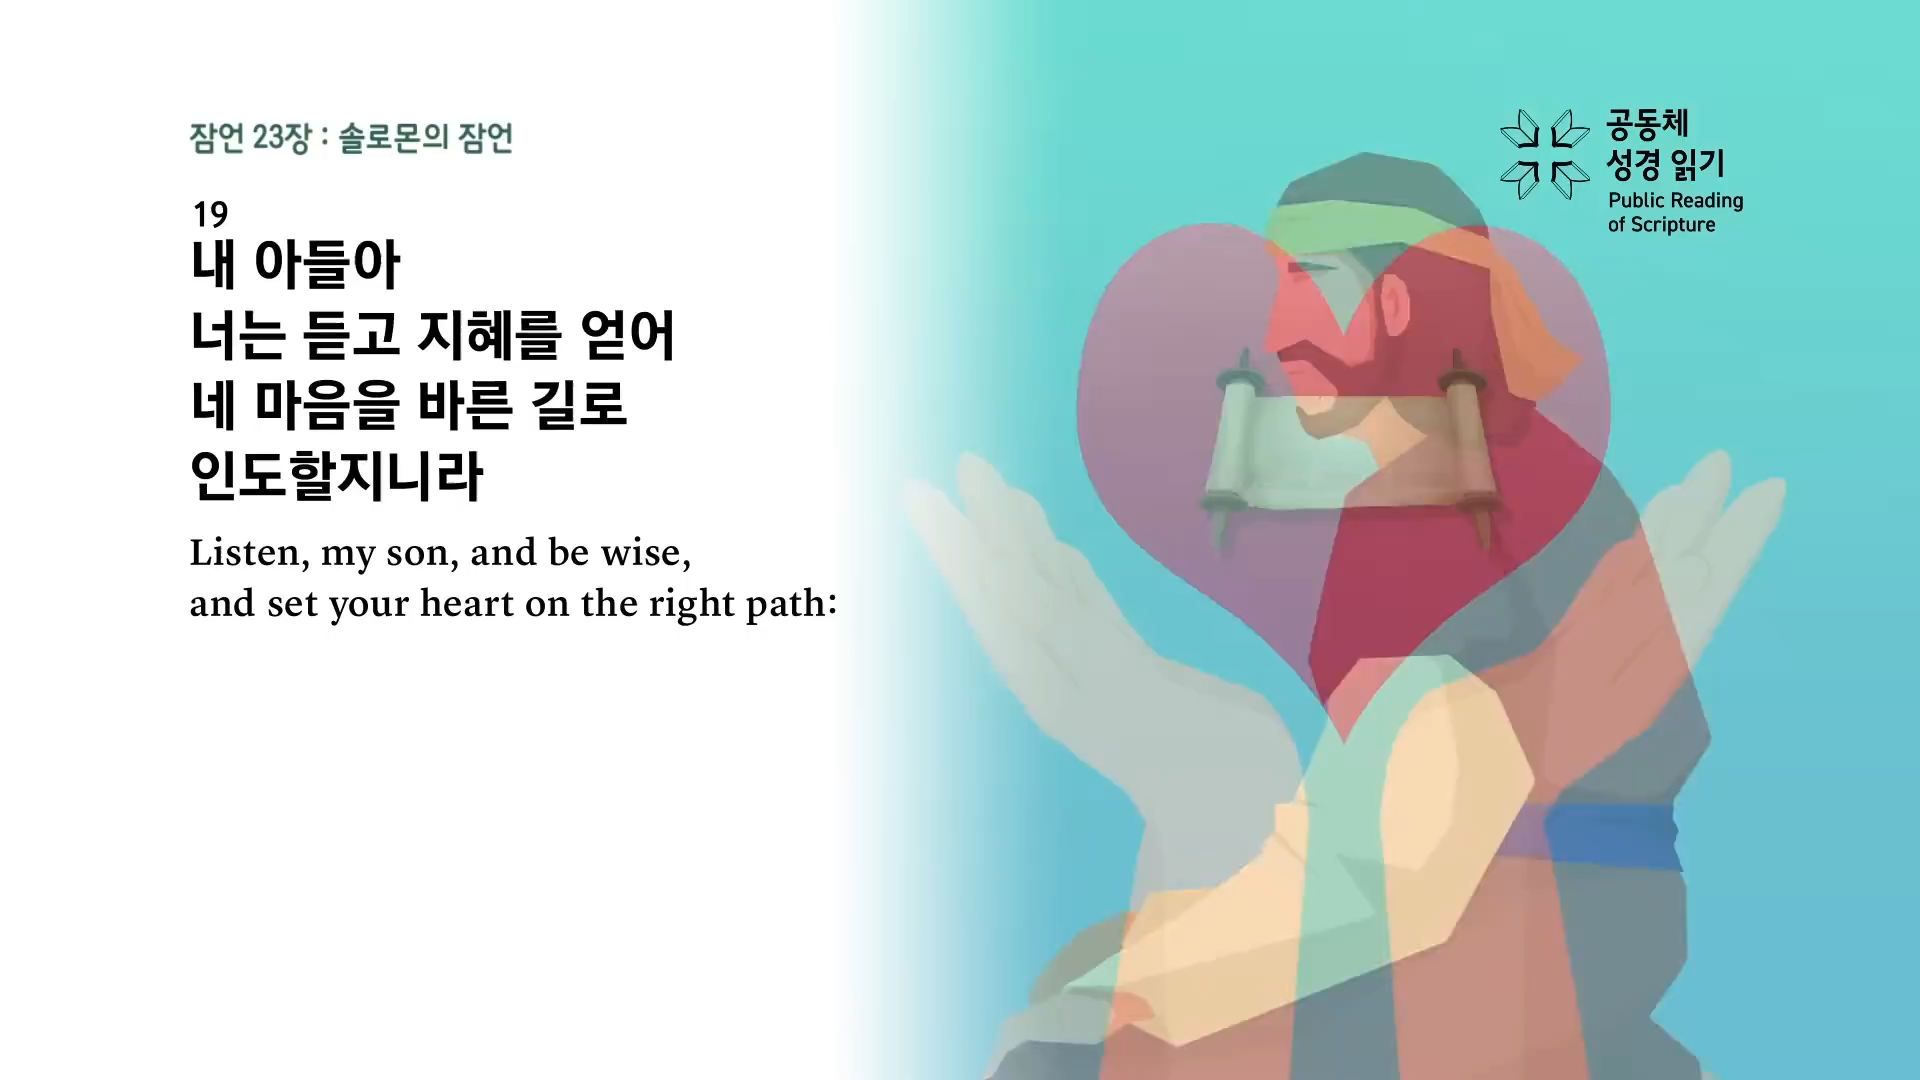 잠언 23장 : 솔로몬의 잠언
19
내 아들아
너는 듣고 지혜를 얻어
네 마음을 바른 길로
인도할지니라
Listen, my son, and be wise,
and set your heart on the right path:
공동체
성경 읽기
Public Reading
of Scripture